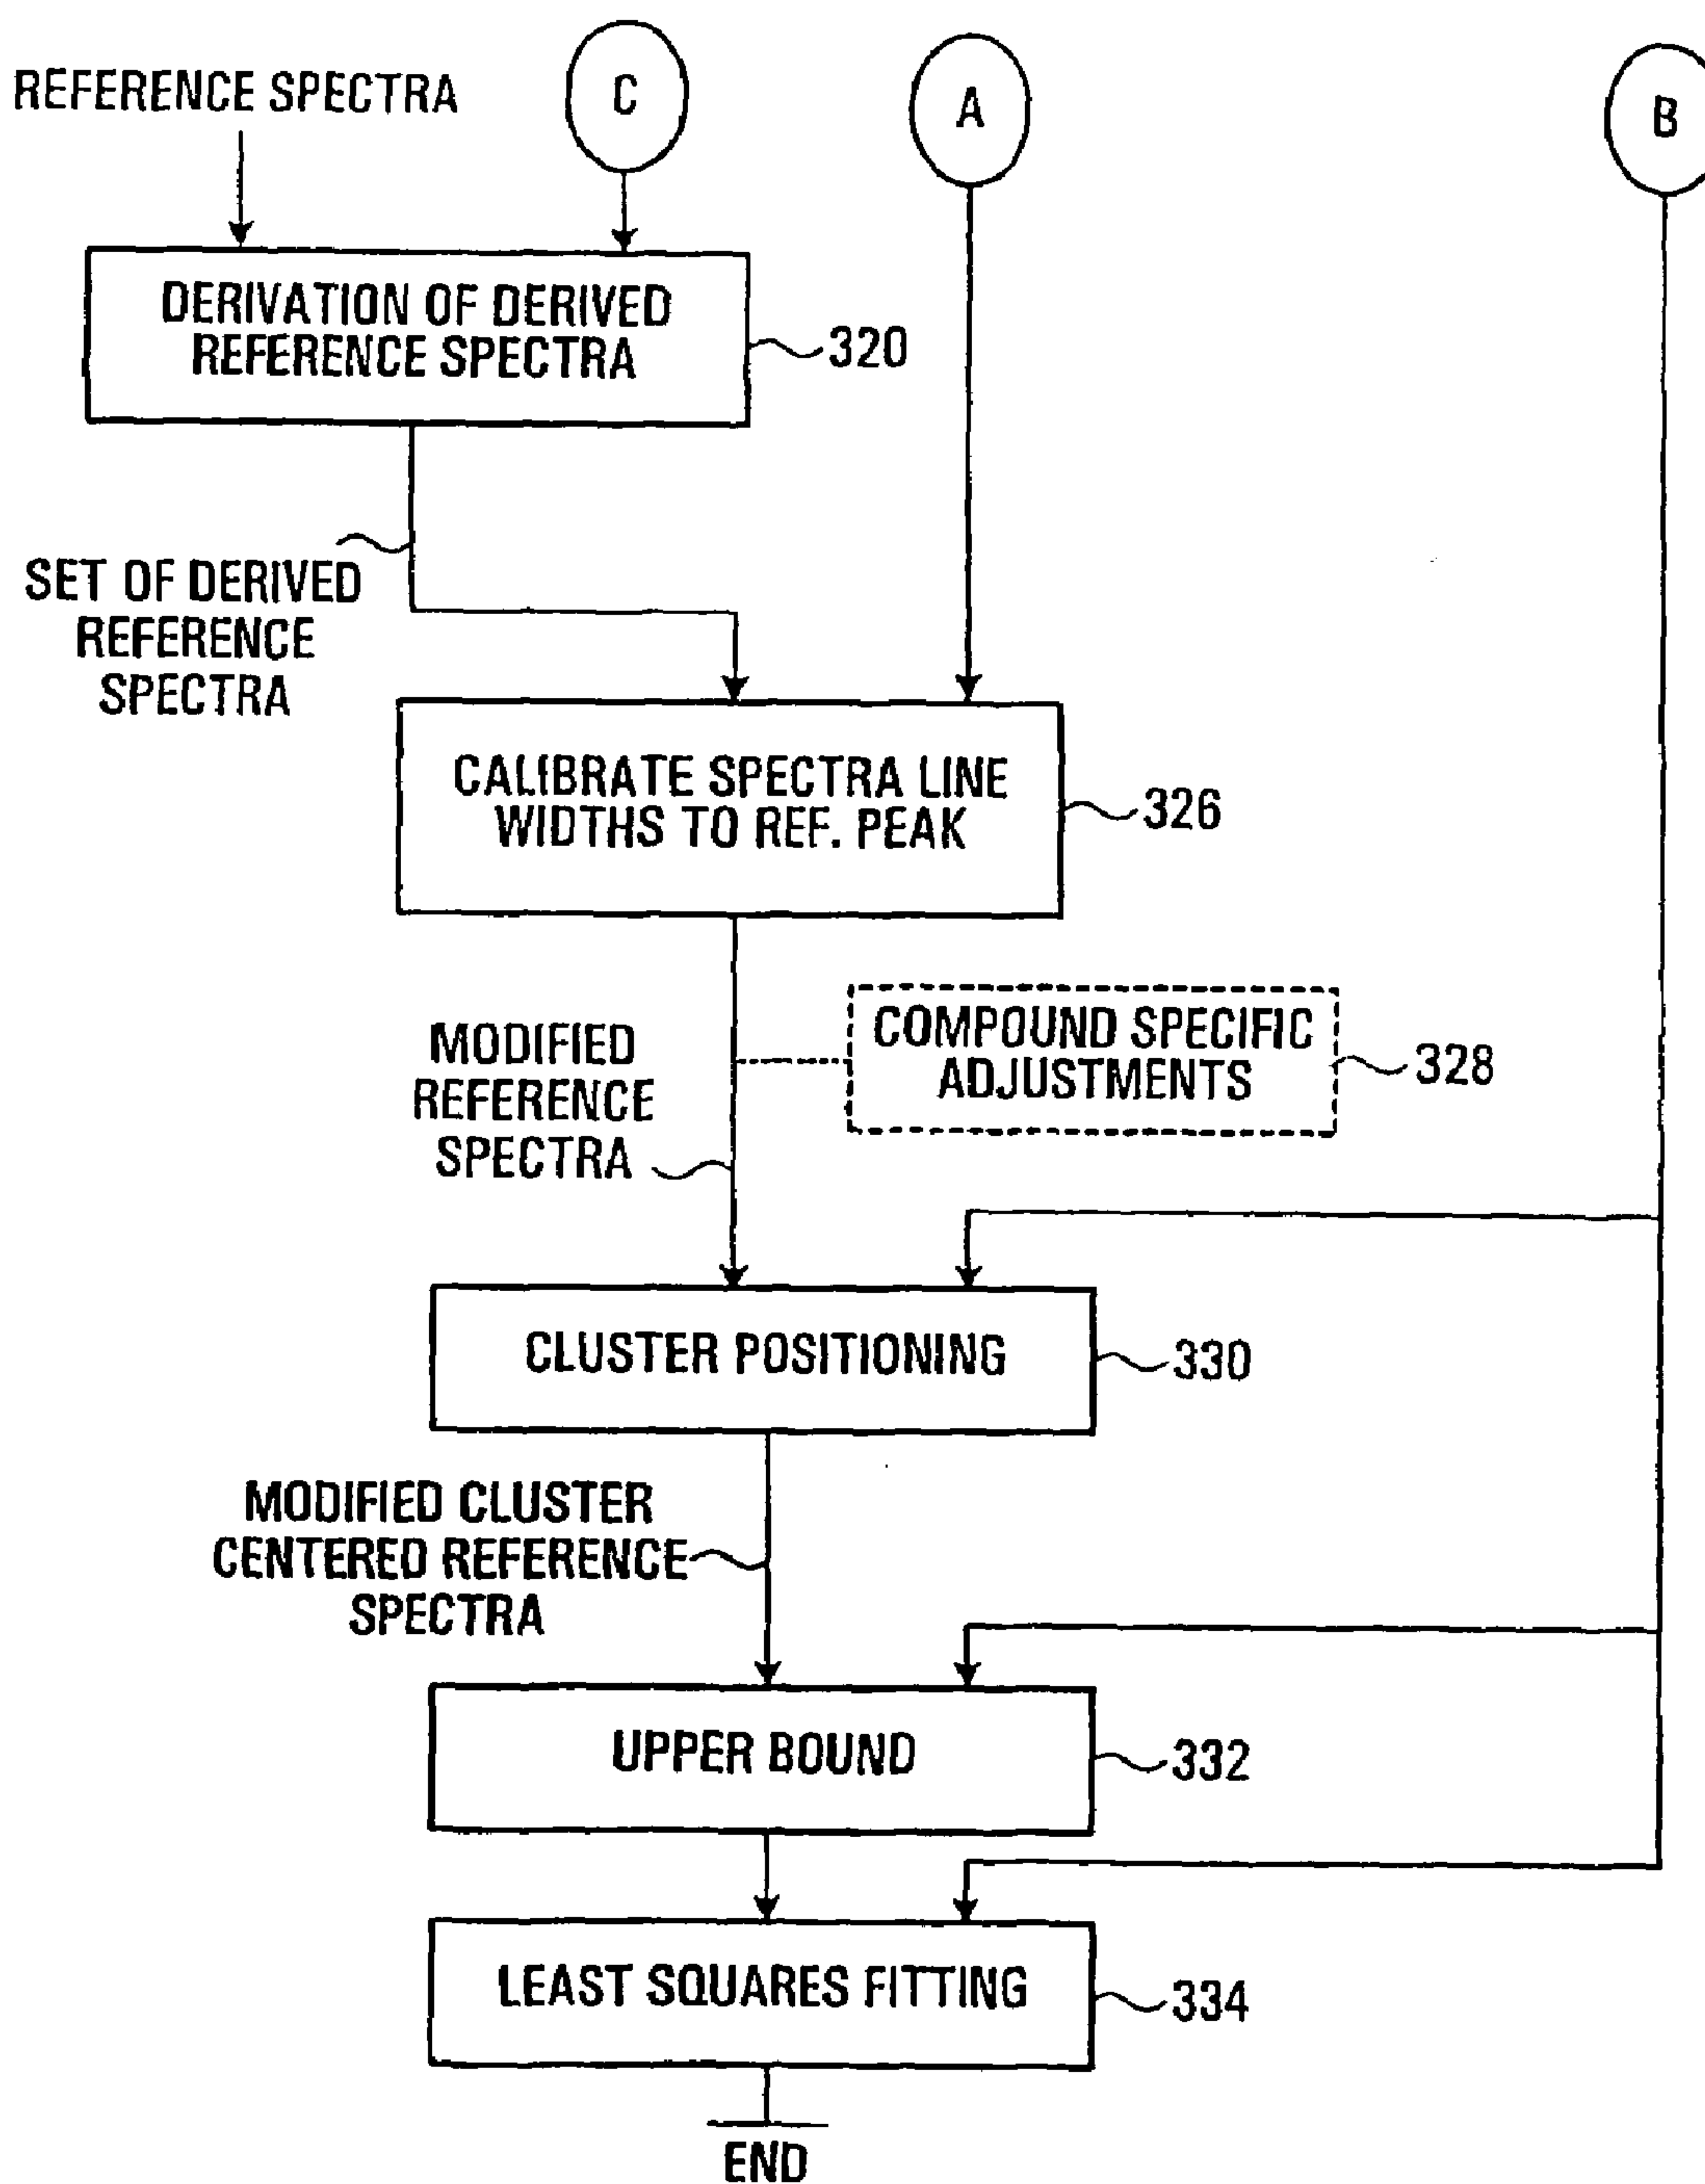 REFERENCE SPECTRA
C
A
B
DERIVATION OF DERIVED
REFERENCE SPECTRA
320
SET OF DERIVED
REFERENCE
SPECTRA
CALIBRATE SPECTRA LINE
WIDTHS TO REF. PEAK
326
COMPOUND SPECIFIC
ADJUSTMENTS
328
MODIFIED
REFERENCE
SPECTRA
CLUSTER POSITIONING
330
MODIFIED CLUSTER
CENTERED REFERENCE
SPECTRA
UPPER BOUND
332
LEAST SQUARES FITTING
334
END